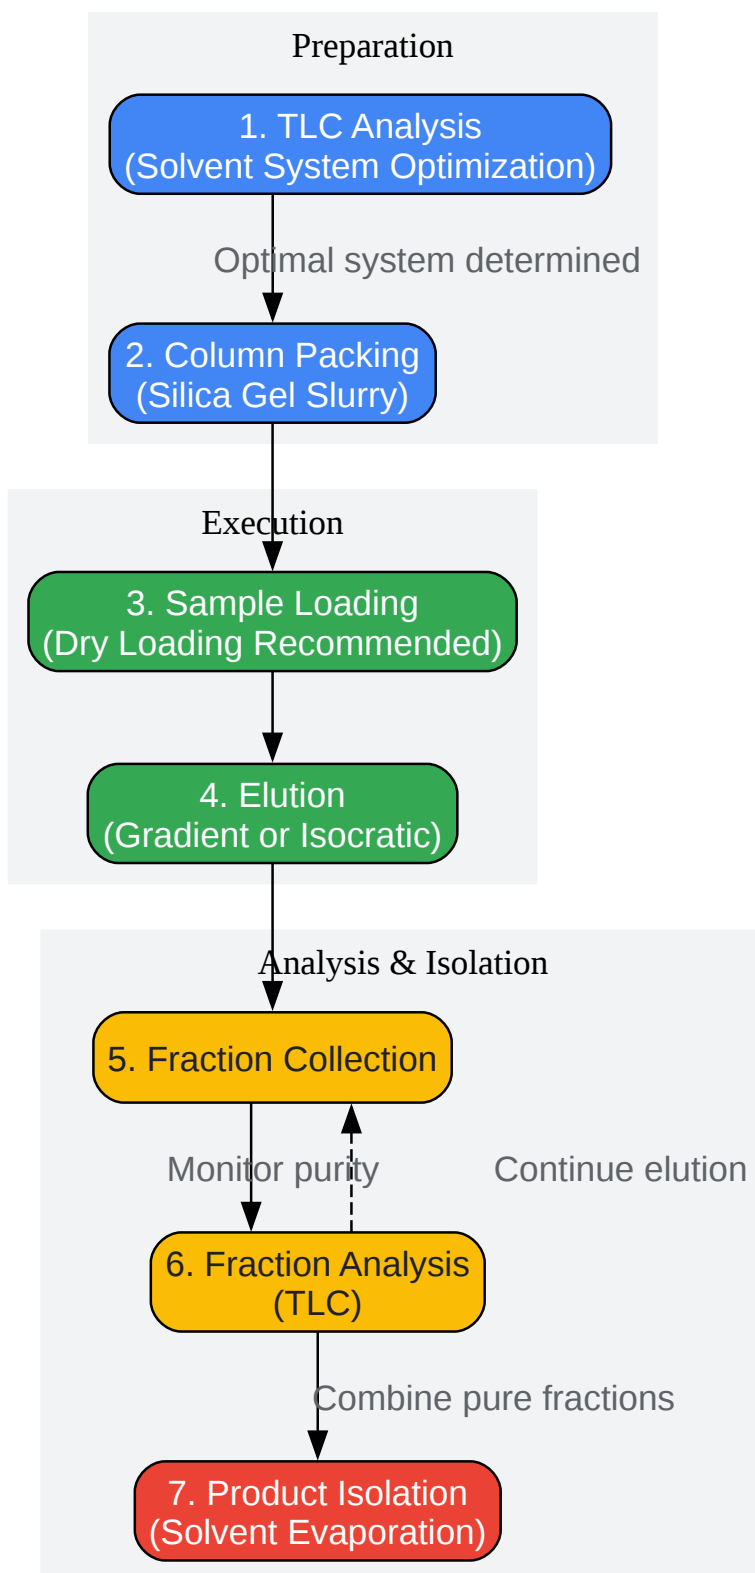 Preparation
1. TLC Analysis
(Solvent System Optimization)
Optimal system determined
2. Column Packing
(Silica Gel Slurry)
Execution
3. Sample Loading
(Dry Loading Recommended)
4. Elution
(Gradient or Isocratic)
Analysis & Isolation
5. Fraction Collection
Monitor purity
Continue elution
6. Fraction Analysis
(TLC)
Combine pure fractions
7. Product Isolation
(Solvent Evaporation)